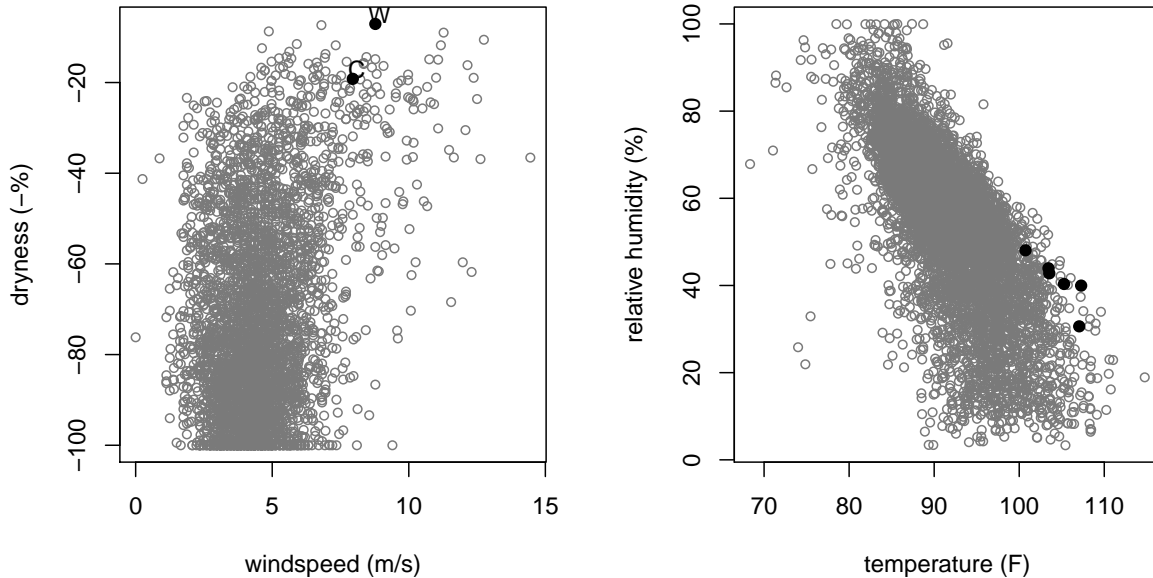 W
C
−20
−40
−60
−80
−100
dryness (−%)
0 5 10 15
windspeed (m/s)
100
80
60
40
20
0
relative humidity (%)
70 80 90 100 110
temperature (F)